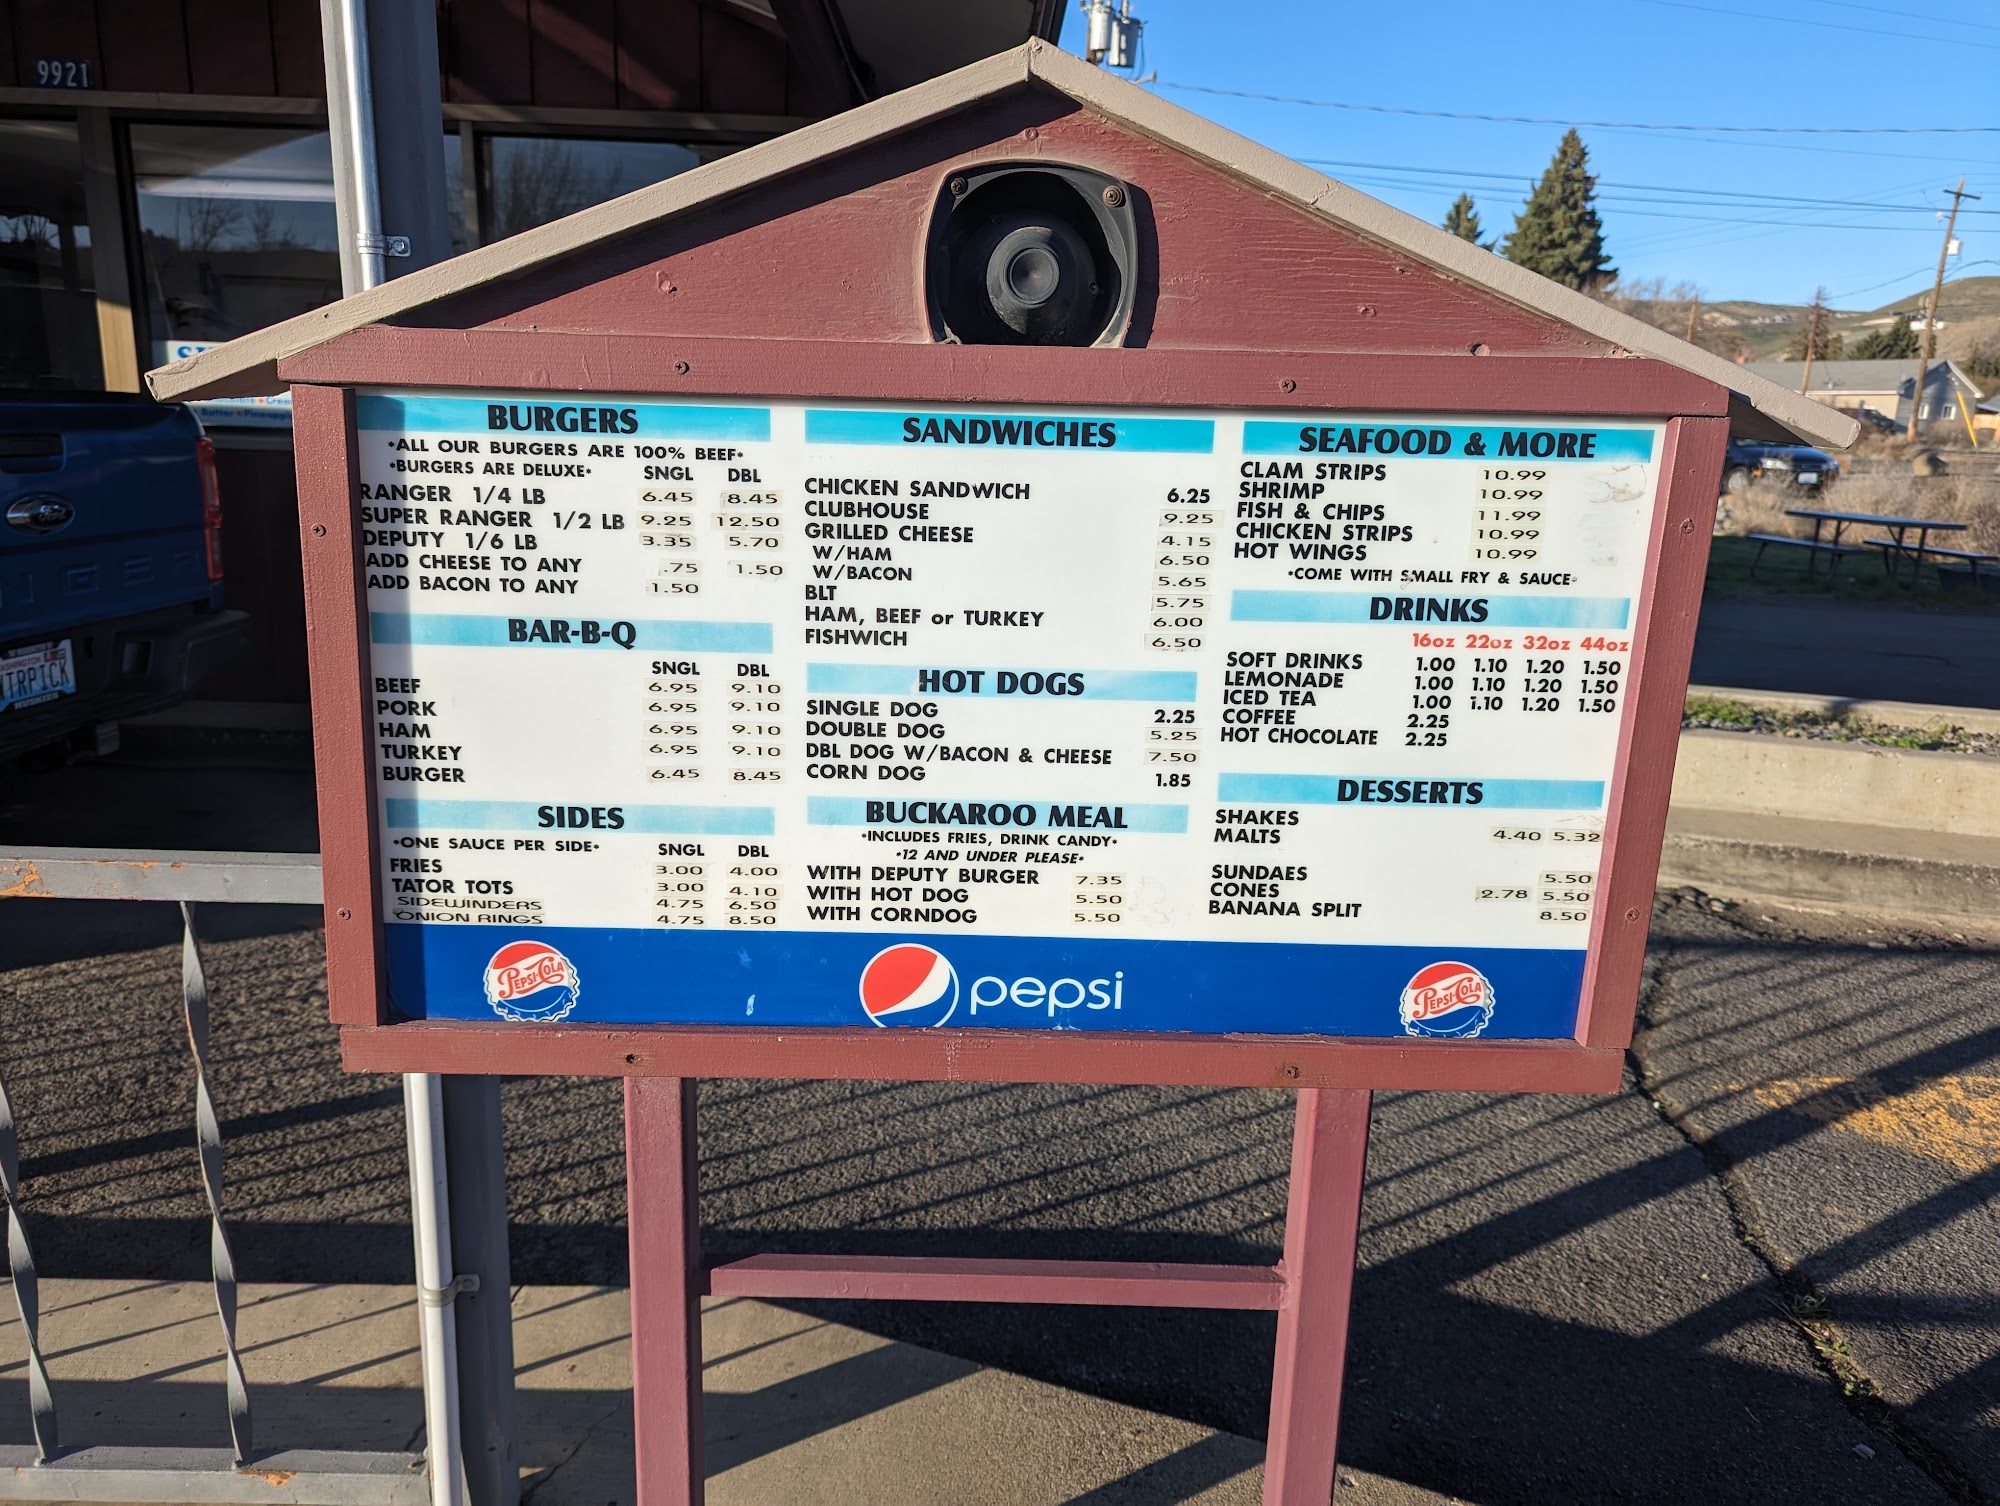 9921
BURGERS
*ALL OUR BURGERS ARE 100% BEEF*
*BURGERS ARE DELUXE* SNGL DBL
RANGER 1/4 LB 6.45 8.45
SUPER RANGER 1/2 LB 9.25 12.50
DEPUTY 1/6 LB 3.35 5.70
ADD CHEESE TO ANY .75 1.50
ADD BACON TO ANY 1.50
BAR-B-Q
SNGL DBL
BEEF 6.95 9.10
PORK 6.95 9.10
HAM 6.95 9.10
TURKEY 6.95 9.10
BURGER 6.45 8.45
SIDES
*ONE SAUCE PER SIDE* SNGL DBL
FRIES 3.00 4.00
TATOR TOTS 3.00 4.10
SIDEWINDERS 4.75 6.50
ONION RINGS 4.75 8.50
SANDWICHES
CHICKEN SANDWICH 6.25
CLUBHOUSE 9.25
GRILLED CHEESE 4.15
W/HAM 6.50
W/BACON 5.65
BLT 5.75
HAM, BEEF or TURKEY 6.00
FISHWICH 6.50
HOT DOGS
SINGLE DOG 2.25
DOUBLE DOG 5.25
DBL DOG W/BACON & CHEESE 7.50
CORN DOG 1.85
BUCKAROO MEAL
*INCLUDES FRIES, DRINK CANDY*
*12 AND UNDER PLEASE*
WITH DEPUTY BURGER 7.35
WITH HOT DOG 5.50
WITH CORNDOG 5.50
SEAFOOD & MORE
CLAM STRIPS 10.99
SHRIMP 10.99
FISH & CHIPS 11.99
CHICKEN STRIPS 10.99
HOT WINGS 10.99
*COME WITH SMALL FRY & SAUCE*
DRINKS
16oz 22oz 32oz 44oz
SOFT DRINKS 1.00 1.10 1.20 1.50
LEMONADE 1.00 1.10 1.20 1.50
ICED TEA 1.00 1.10 1.20 1.50
COFFEE 2.25
HOT CHOCOLATE 2.25
DESSERTS
SHAKES
MALTS 4.40 5.32
SUNDAES 5.50
CONES 2.78 5.50
BANANA SPLIT 8.50
PEPSI-COLA
pepsi
PEPSI-COLA
Butter
Ford
HUSKIES